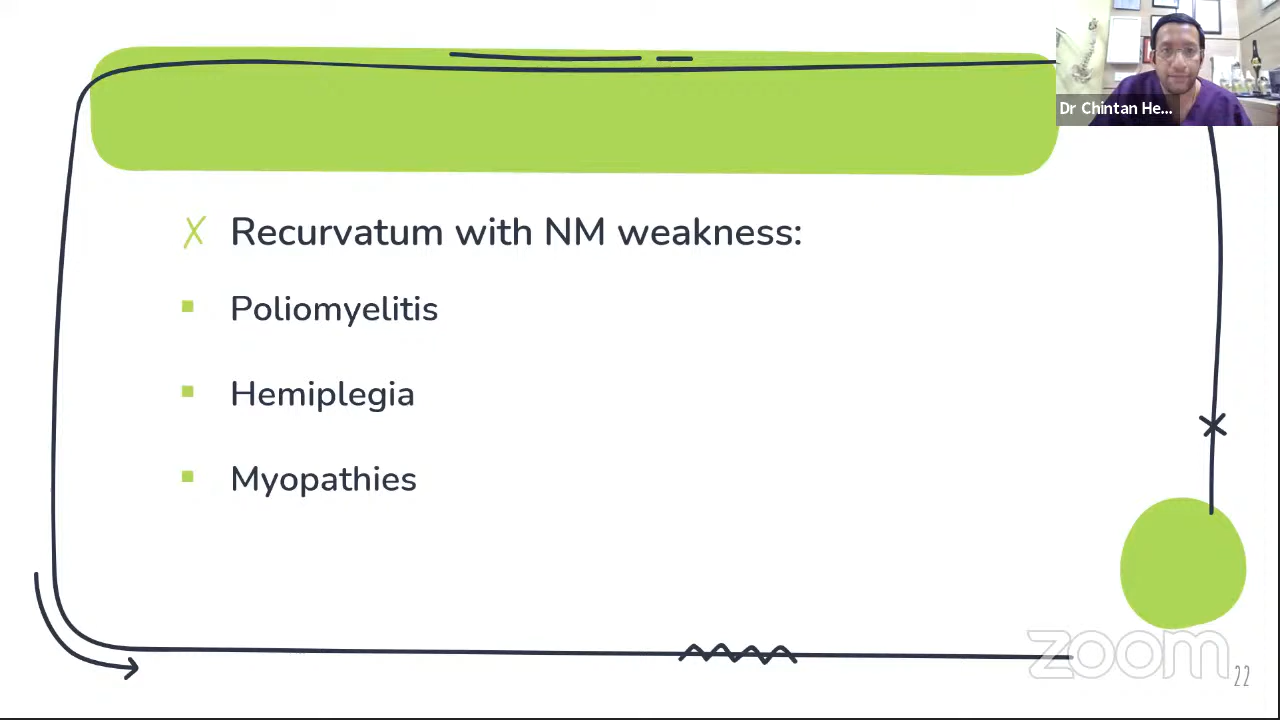 Dr Chintan He...
Recurvatum with NM weakness:
Poliomyelitis
Hemiplegia
Myopathies
zoom
22